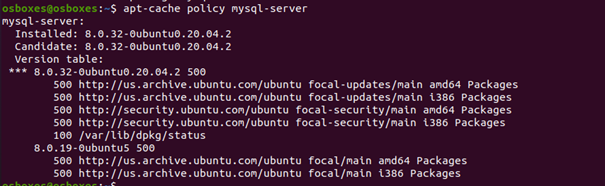 osboxes@osboxes:~$ apt-cache policy mysql-server
mysql-server:
  Installed: 8.0.32-0ubuntu0.20.04.2
  Candidate: 8.0.32-0ubuntu0.20.04.2
  Version table:
 *** 8.0.32-0ubuntu0.20.04.2 500
        500 http://us.archive.ubuntu.com/ubuntu focal-updates/main amd64 Packages
        500 http://us.archive.ubuntu.com/ubuntu focal-updates/main i386 Packages
        500 http://security.ubuntu.com/ubuntu focal-security/main amd64 Packages
        500 http://security.ubuntu.com/ubuntu focal-security/main i386 Packages
        100 /var/lib/dpkg/status
     8.0.19-0ubuntu5 500
        500 http://us.archive.ubuntu.com/ubuntu focal/main amd64 Packages
        500 http://us.archive.ubuntu.com/ubuntu focal/main i386 Packages